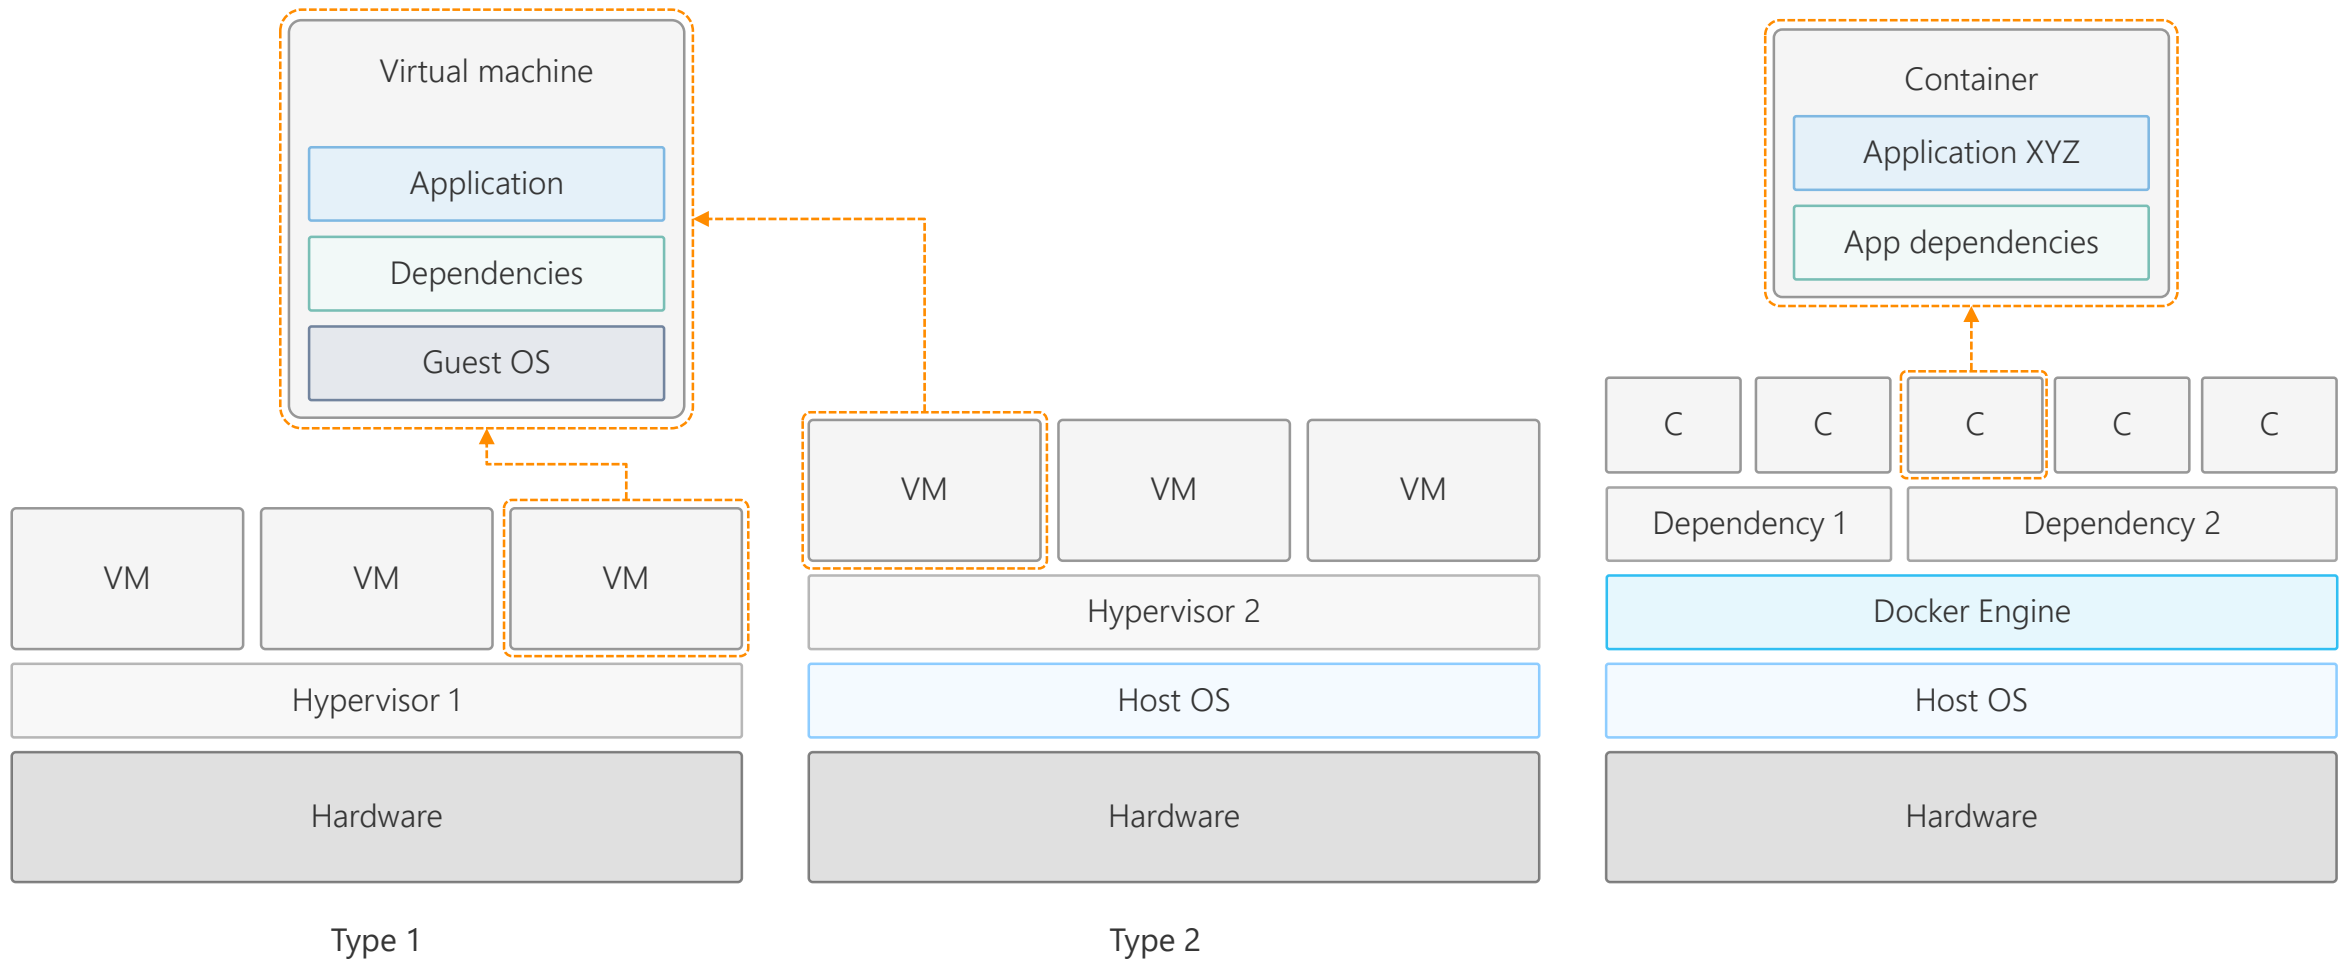 Virtual machine
Application
Dependencies
Guest OS
VM
VM
VM
Hypervisor 1
Hardware
Type 1
VM
VM
VM
Hypervisor 2
Host OS
Hardware
Type 2
Container
Application XYZ
App dependencies
C
C
C
C
C
Dependency 1
Dependency 2
Docker Engine
Host OS
Hardware